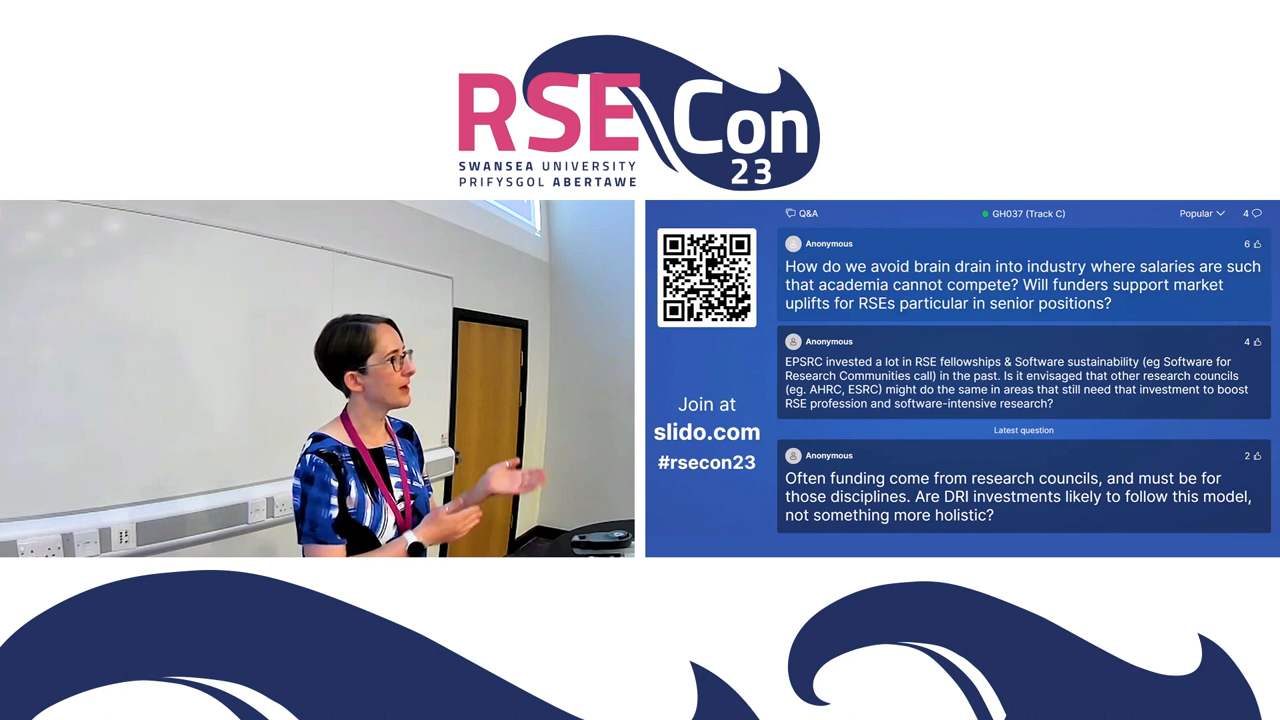 RSE Con
23
SWANSEA UNIVERSITY
PRIFYSGOL ABERTAWE
Q&A
GH037 (Track C)
Popular
4
Anonymous
6
How do we avoid brain drain into industry where salaries are such
that academia cannot compete? Will funders support market
uplifts for RSEs particular in senior positions?
Anonymous
4
EPSRC invested a lot in RSE fellowships & Software sustainability (eg Software for
Research Communities call) in the past. Is it envisaged that other research councils
(eg. AHRC, ESRC) might do the same in areas that still need that investment to boost
RSE profession and software-intensive research?
Latest question
Anonymous
2
Often funding come from research councils, and must be for
those disciplines. Are DRI investments likely to follow this model,
not something more holistic?
Join at
slido.com
#rsecon23